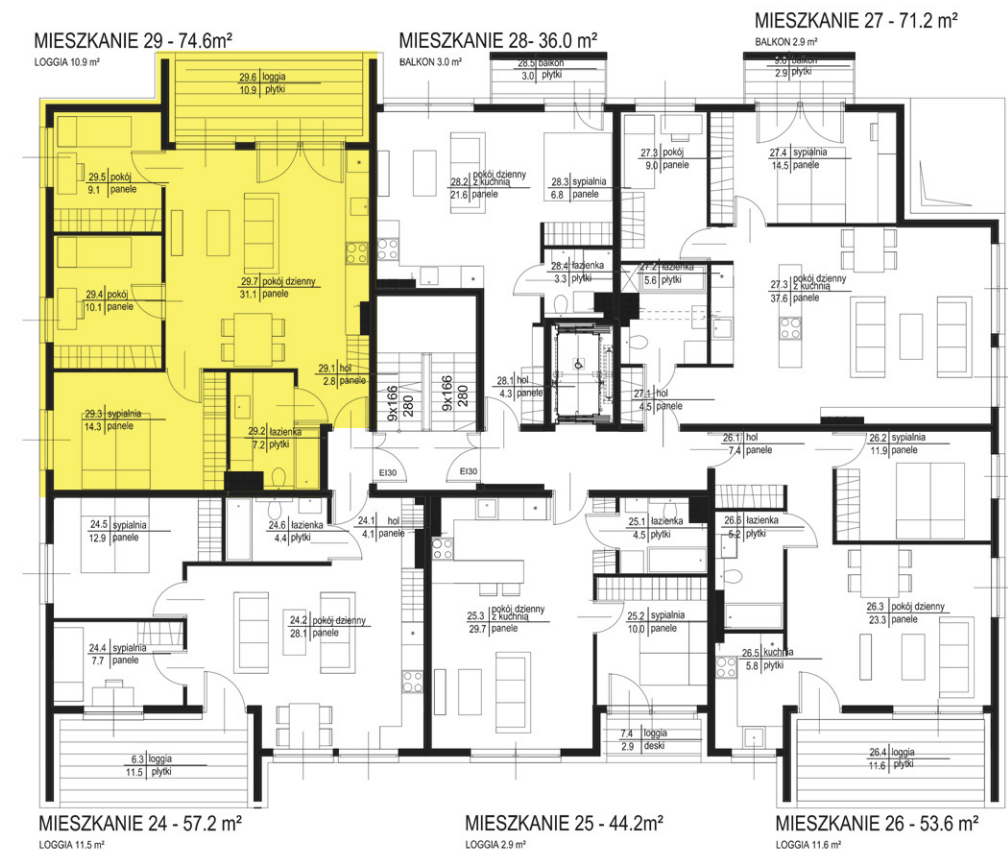 MIESZKANIE 29 - 74.6m²
LOGGIA 10.9 m²
MIESZKANIE 28- 36.0 m²
BALKON 3.0 m²
MIESZKANIE 27 - 71.2 m²
BALKON 2.9 m²
29.6 loggia
10.9 płytki
28.5 balkon
3.0 płytki
balkon
2.9 płytki
29.5 pokój
9.1 panele
28.2 pokój dzienny
z kuchnią
21.6 panele
28.3 sypialnia
6.8 panele
27.3 pokój
9.0 panele
27.4 sypialnia
14.5 panele
29.4 pokój
10.1 panele
29.7 pokój dzienny
31.1 panele
28.4 łazienka
3.3 płytki
27.2 łazienka
5.6 płytki
27.3 pokój dzienny
z kuchnią
37.6 panele
29.1 hol
2.8 panele
9x166
280
9x166
280
28.1 hol
4.3 panele
27.1 hol
4.5 panele
29.3 sypialnia
14.3 panele
29.2 łazienka
7.2 płytki
EI30
EI30
26.1 hol
7.4 panele
26.2 sypialnia
11.9 panele
24.5 sypialnia
12.9 panele
24.6 łazienka
4.4 płytki
24.1 hol
4.1 panele
25.1 łazienka
4.5 płytki
26.6 łazienka
5.2 płytki
24.2 pokój dzienny
28.1 panele
25.3 pokój dzienny
z kuchnią
29.7 panele
25.2 sypialnia
10.0 panele
26.3 pokój dzienny
23.3 panele
24.4 sypialnia
7.7 panele
26.5 kuchnia
5.8 płytki
6.3 loggia
11.5 płytki
7.4 loggia
2.9 deski
26.4 loggia
11.6 płytki
MIESZKANIE 24 - 57.2 m²
LOGGIA 11.5 m²
MIESZKANIE 25 - 44.2m²
LOGGIA 2.9 m²
MIESZKANIE 26 - 53.6 m²
LOGGIA 11.6 m²